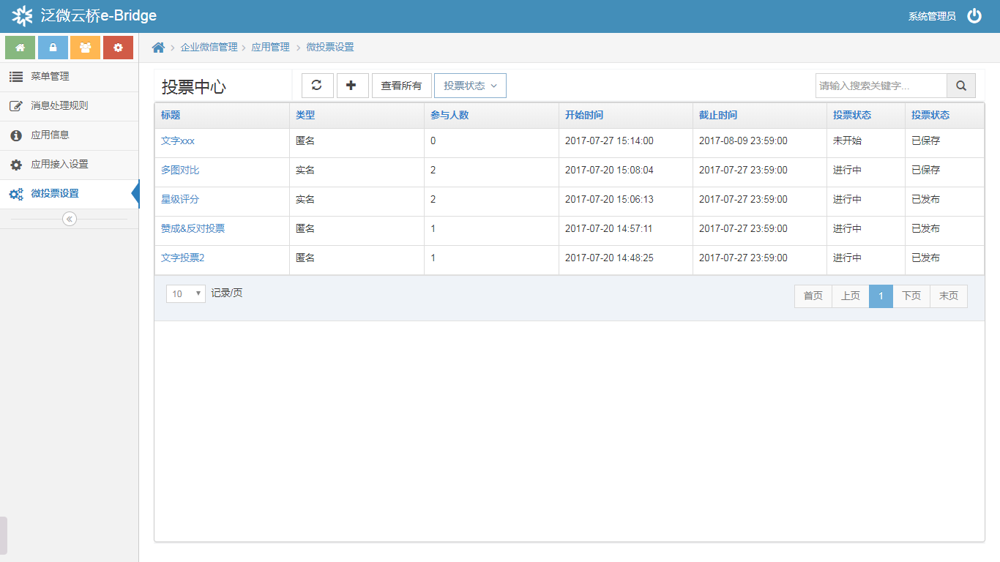 泛微云桥e-Bridge
系统管理员
企业微信管理 应用管理 微投票设置
菜单管理
消息处理规则
应用信息
应用接入设置
微投票设置
投票中心 查看所有 投票状态 请输入搜索关键字...
标题 类型 参与人数 开始时间 截止时间 投票状态 投票状态
文字xxx 匿名 0 2017-07-27 15:14:00 2017-08-09 23:59:00 未开始 已保存
多图对比 实名 2 2017-07-20 15:08:04 2017-07-27 23:59:00 进行中 已保存
星级评分 实名 2 2017-07-20 15:06:13 2017-07-27 23:59:00 进行中 已发布
赞成&反对投票 匿名 1 2017-07-20 14:57:11 2017-07-27 23:59:00 进行中 已发布
文字投票2 匿名 1 2017-07-20 14:48:25 2017-07-27 23:59:00 进行中 已发布
10 记录/页 首页 上页 1 下页 末页